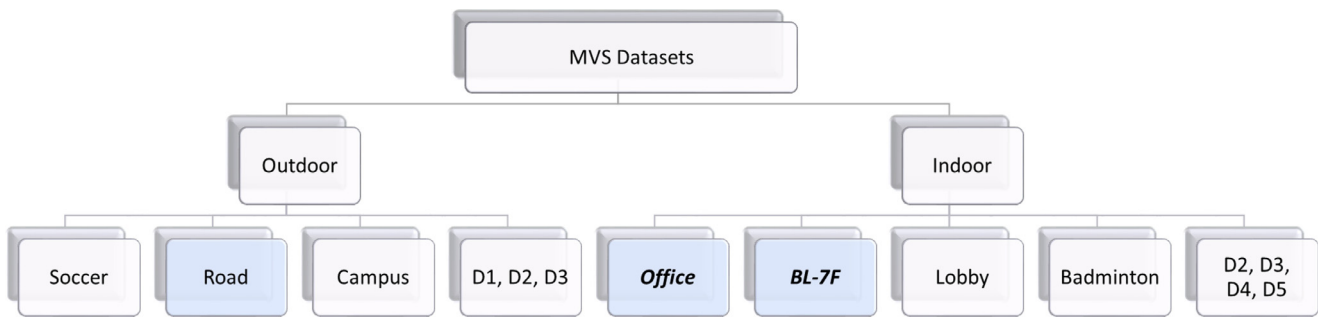 MVS Datasets
Outdoor
Indoor
Soccer
Road
Campus
D1, D2, D3
Office
BL-7F
Lobby
Badminton
D2, D3,
D4, D5